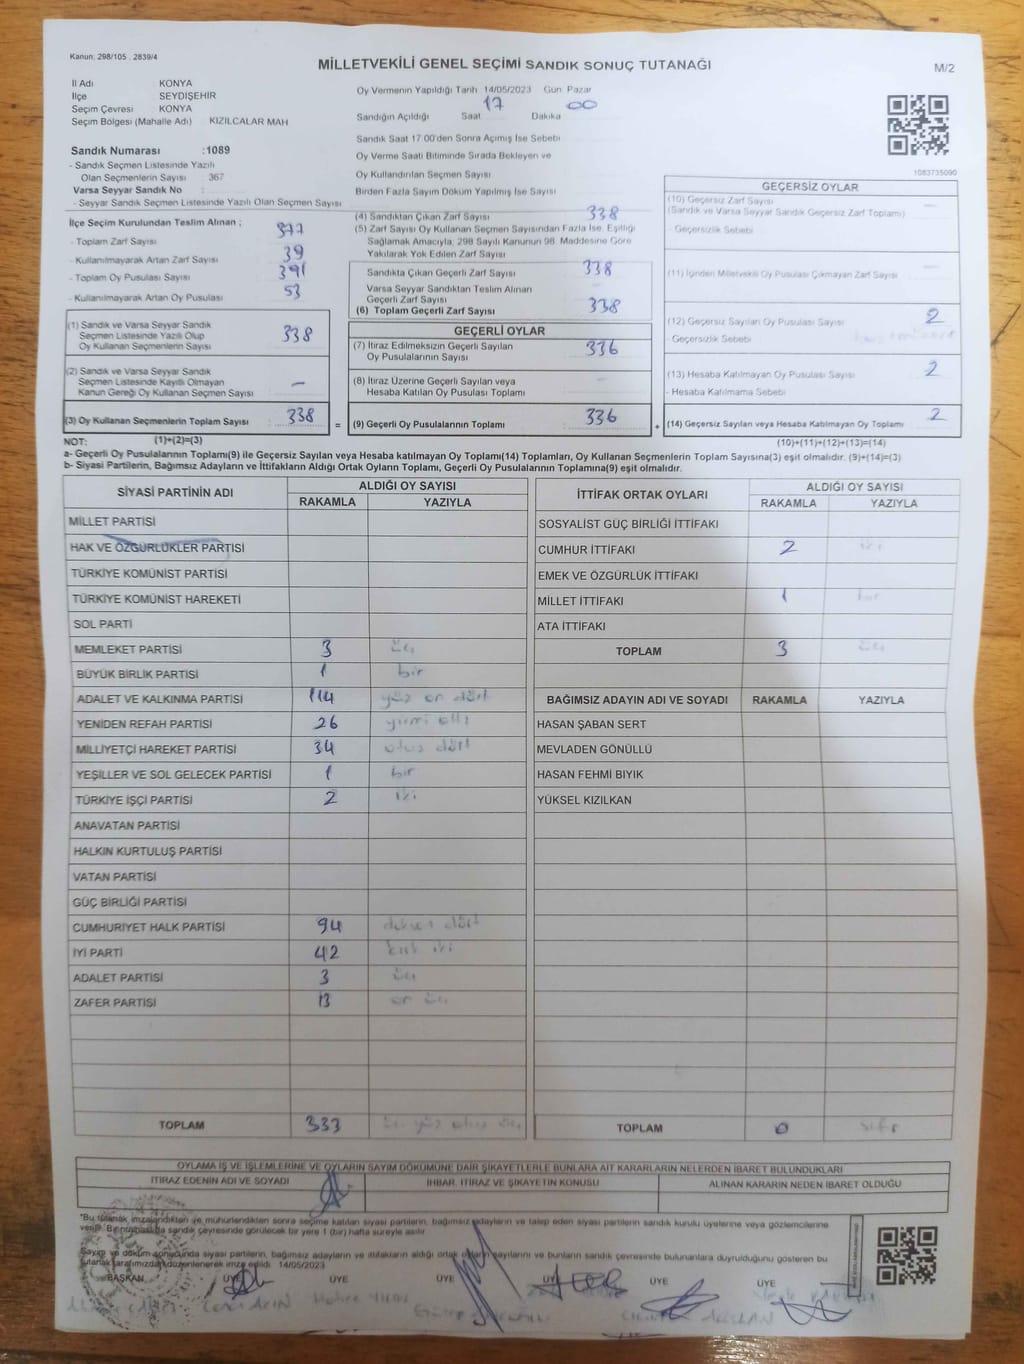 Kanun: 298/105 . 2839/4
MİLLETVEKİLİ GENEL SEÇİMİ SANDIK SONUÇ TUTANAĞI
M/2
İl Adı KONYA
İlçe SEYDİŞEHİR
Seçim Çevresi KONYA
Seçim Bölgesi (Mahalle Adı) KIZILCALAR MAH
Sandık Numarası :1089
- Sandık Seçmen Listesinde Yazılı
Olan Seçmenlerin Sayısı : 367
Varsa Seyyar Sandık No :
- Seyyar Sandık Seçmen Listesinde Yazılı Olan Seçmen Sayısı
Oy Vermenin Yapıldığı Tarih 14/05/2023 Gün Pazar
Sandığın Açıldığı Saat 17 Dakika 00
Sandık Saat 17:00'den Sonra Açımış İse Sebebi
Oy Verme Saati Bitiminde Sırada Bekleyen ve
Oy Kullandırılan Seçmen Sayısı
Birden Fazla Sayım Döküm Yapılmış İse Sayısı
1083735090
İlçe Seçim Kurulundan Teslim Alınan ;
- Toplam Zarf Sayısı 377
- Kullanılmayarak Artan Zarf Sayısı 39
- Toplam Oy Pusulası Sayısı 391
- Kullanılmayarak Artan Oy Pusulası 53
(1) Sandık ve Varsa Seyyar Sandık
Seçmen Listesinde Yazılı Olup
Oy Kullanan Seçmenlerin Sayısı 338
(2) Sandık ve Varsa Seyyar Sandık
Seçmen Listesinde Kayıtlı Olmayan
Kanun Gereği Oy Kullanan Seçmen Sayısı –
(3) Oy Kullanan Seçmenlerin Toplam Sayısı 338 =
(4) Sandıktan Çıkan Zarf Sayısı 338
(5) Zarf Sayısı Oy Kullanan Seçmen Sayısından Fazla İse, Eşitliği
Sağlamak Amacıyla, 298 Sayılı Kanunun 98. Maddesine Göre
Yakılarak Yok Edilen Zarf Sayısı
Sandıkta Çıkan Geçerli Zarf Sayısı 338
Varsa Seyyar Sandıktan Teslim Alınan
Geçerli Zarf Sayısı
(6) Toplam Geçerli Zarf Sayısı 338
GEÇERLİ OYLAR
(7) İtiraz Edilmeksizin Geçerli Sayılan
Oy Pusulalarının Sayısı 336
(8) İtiraz Üzerine Geçerli Sayılan veya
Hesaba Katılan Oy Pusulası Toplamı
(9) Geçerli Oy Pusulalarının Toplamı 336 +
GEÇERSİZ OYLAR
(10) Geçersiz Zarf Sayısı
(Sandık ve Varsa Seyyar Sandık Geçersiz Zarf Toplamı)
- Geçersizlik Sebebi
(11) İçinden Milletvekili Oy Pusulası Çıkmayan Zarf Sayısı
(12) Geçersiz Sayılan Oy Pusulası Sayısı 2
- Geçersizlik Sebebi
(13) Hesaba Katılmayan Oy Pusulası Sayısı 2
- Hesaba Katılmama Sebebi
(14) Geçersiz Sayılan veya Hesaba Katılmayan Oy Toplamı 2
NOT: (1)+(2)=(3) (10)+(11)+(12)+(13)=(14)
a- Geçerli Oy Pusulalarının Toplamı(9) ile Geçersiz Sayılan veya Hesaba katılmayan Oy Toplamı(14) Toplamları, Oy Kullanan Seçmenlerin Toplam Sayısına(3) eşit olmalıdır. (9)+(14)=(3)
b- Siyasi Partilerin, Bağımsız Adayların ve İttifakların Aldığı Ortak Oyların Toplamı, Geçerli Oy Pusulalarının Toplamına(9) eşit olmalıdır.
SİYASİ PARTİNİN ADI ALDIĞI OY SAYISI
RAKAMLA YAZIYLA
MİLLET PARTİSİ
HAK VE ÖZGÜRLÜKLER PARTİSİ
TÜRKİYE KOMÜNİST PARTİSİ
TÜRKİYE KOMÜNİST HAREKETİ
SOL PARTİ
MEMLEKET PARTİSİ 3 üç
BÜYÜK BİRLİK PARTİSİ 1 bir
ADALET VE KALKINMA PARTİSİ 114 yüz on dört
YENİDEN REFAH PARTİSİ 26 yirmi altı
MİLLİYETÇİ HAREKET PARTİSİ 34 otuz dört
YEŞİLLER VE SOL GELECEK PARTİSİ 1 bir
TÜRKİYE İŞÇİ PARTİSİ 2 iki
ANAVATAN PARTİSİ
HALKIN KURTULUŞ PARTİSİ
VATAN PARTİSİ
GÜÇ BİRLİĞİ PARTİSİ
CUMHURİYET HALK PARTİSİ 94 doksan dört
İYİ PARTİ 42 kırk iki
ADALET PARTİSİ 3 üç
ZAFER PARTİSİ 13 on üç
TOPLAM 333 üç yüz otuz üç
İTTİFAK ORTAK OYLARI ALDIĞI OY SAYISI
RAKAMLA YAZIYLA
SOSYALİST GÜÇ BİRLİĞİ İTTİFAKI
CUMHUR İTTİFAKI 2 iki
EMEK VE ÖZGÜRLÜK İTTİFAKI
MİLLET İTTİFAKI 1 bir
ATA İTTİFAKI
TOPLAM 3 üç
BAĞIMSIZ ADAYIN ADI VE SOYADI RAKAMLA YAZIYLA
HASAN ŞABAN SERT
MEVLADEN GÖNÜLLÜ
HASAN FEHMİ BIYIK
YÜKSEL KIZILKAN
TOPLAM 0 sıfır
OYLAMA İŞ VE İŞLEMLERİNE VE OYLARIN SAYIM DÖKÜMÜNE DAİR ŞİKAYETLERLE BUNLARA AİT KARARLARIN NELERDEN İBARET BULUNDUKLARI
İTİRAZ EDENİN ADI VE SOYADI İHBAR, İTİRAZ VE ŞİKAYETİN KONUSU ALINAN KARARIN NEDEN İBARET OLDUĞU
*Bu tutanak imzalandıktan ve mühürlendikten sonra seçime katılan siyasi partilerin, bağımsız adayların ve talep eden siyasi partilerin sandık kurulu üyelerine veya gözlemcilerine
verilir. Bir nüshası da sandık çevresinde görülecek bir yere 1 (bir) hafta süreyle asılır
Sayım ve döküm sonucunda siyasi partilerin, bağımsız adayların ve ittifakların aldığı ortak oyların sayılarını ve bunların sandık çevresinde bulunanlara duyrulduğunu gösteren bu
tutanak tarafımızdan düzenlenerek imza edildi. 14/05/2023
BAŞKAN ÜYE ÜYE ÜYE ÜYE ÜYE ÜYE